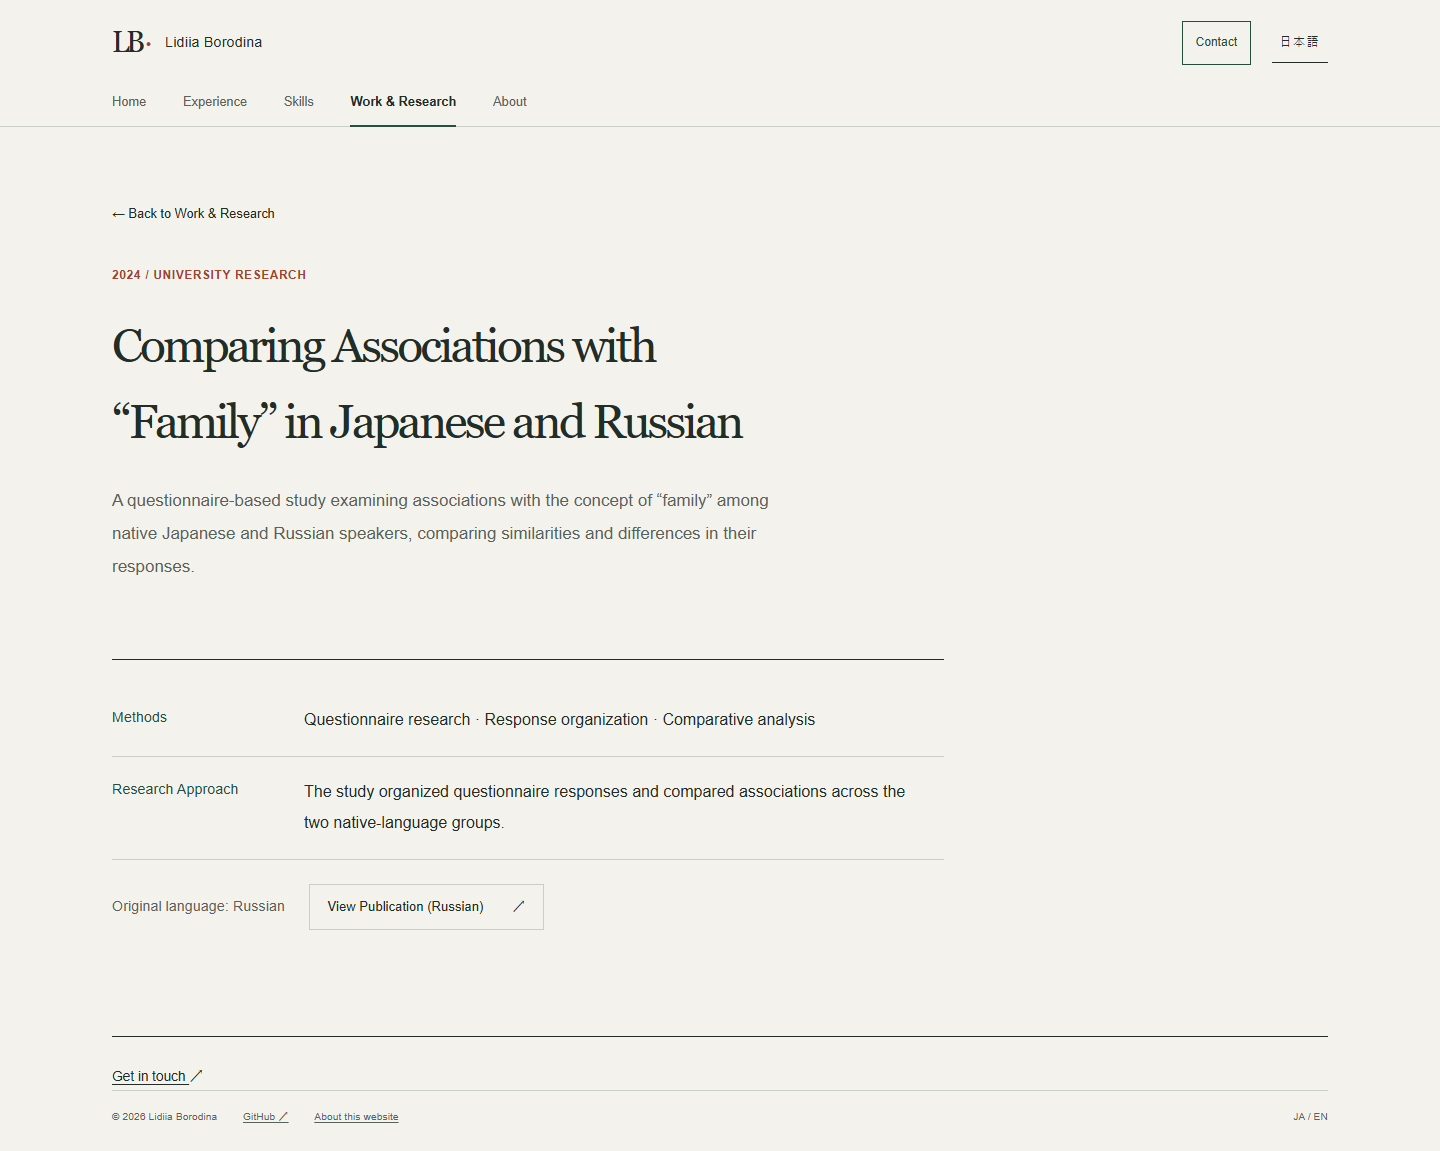 LB. Lidiia Borodina
Contact
日本語
Home Experience Skills Work & Research About
← Back to Work & Research
2024 / UNIVERSITY RESEARCH
Comparing Associations with
“Family” in Japanese and Russian
A questionnaire-based study examining associations with the concept of “family” among
native Japanese and Russian speakers, comparing similarities and differences in their
responses.
Methods
Questionnaire research · Response organization · Comparative analysis
Research Approach
The study organized questionnaire responses and compared associations across the
two native-language groups.
Original language: Russian
View Publication (Russian) ↗
Get in touch ↗
© 2026 Lidiia Borodina GitHub ↗ About this website
JA / EN